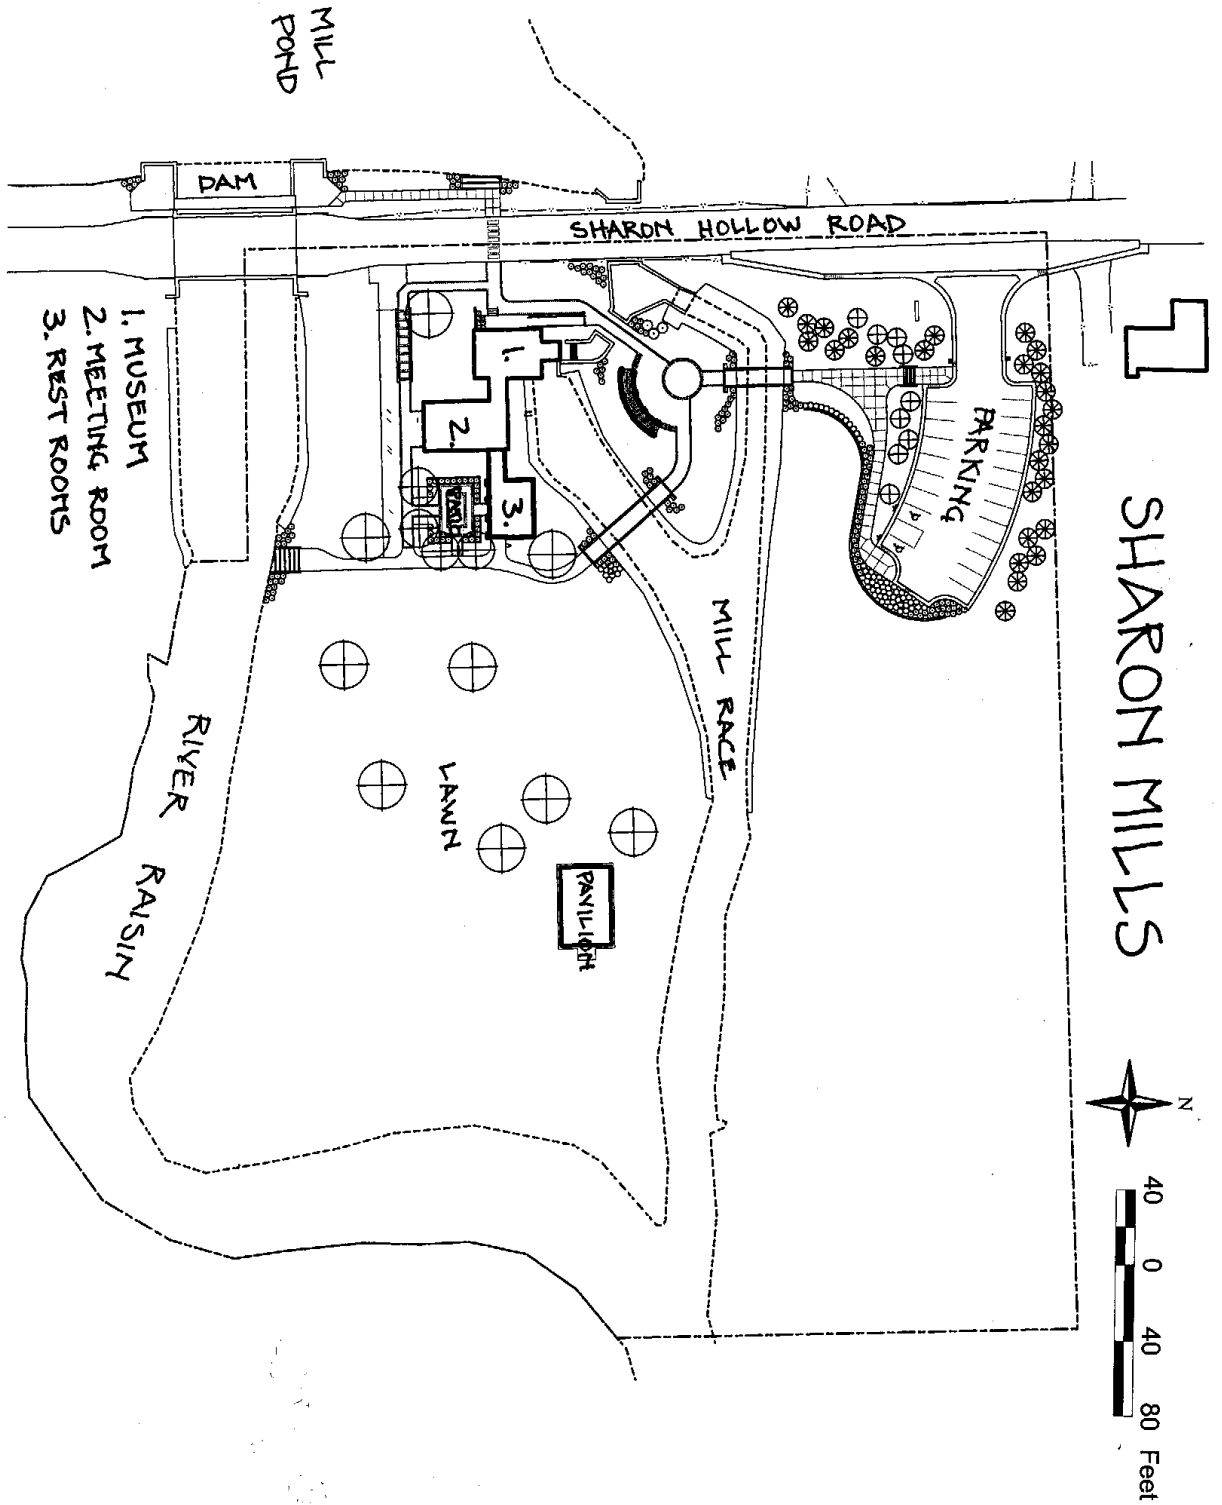 SHARON MILLS
N
40 0 40 80 Feet
MILL
POND
DAM
SHARON HOLLOW ROAD
PARKING
1.
2.
3.
PATIO
MILL RACE
LAWN
PAVILION
RIVER RAISIN
1. MUSEUM
2. MEETING ROOM
3. REST ROOMS